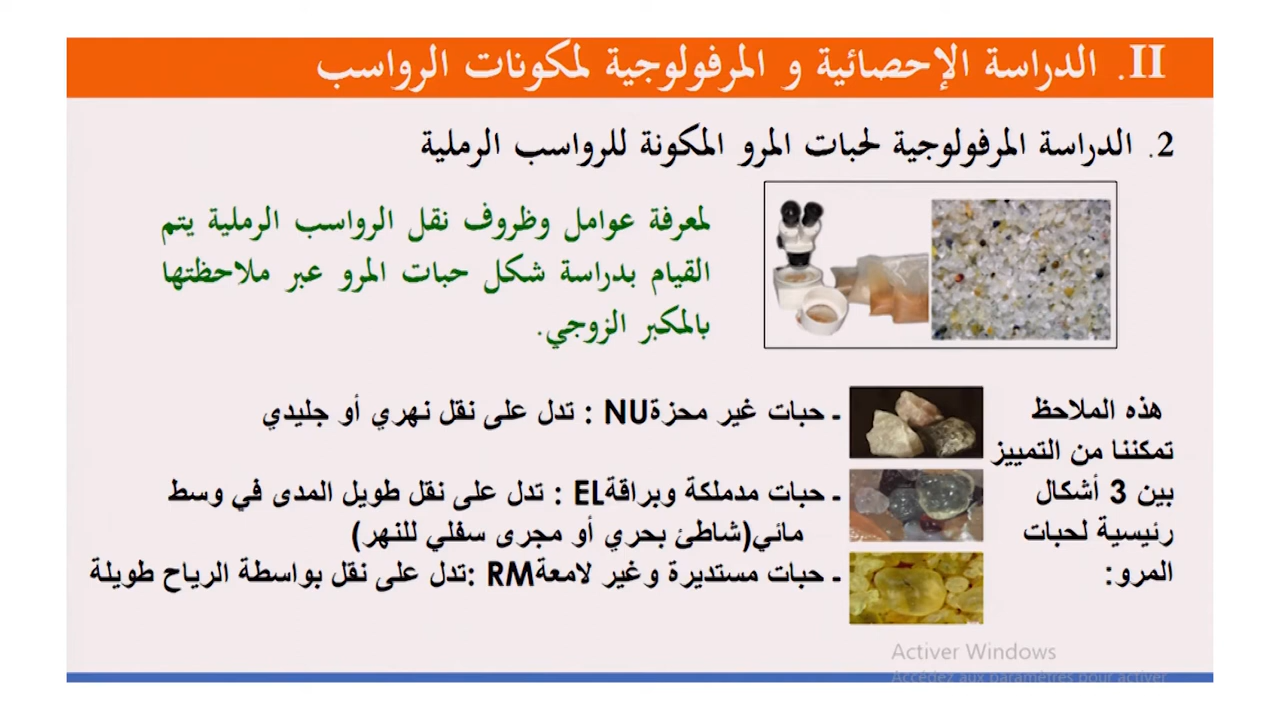 II. الدراسة الإحصائية و المرفولوجية لمكونات الرواسب
2. الدراسة المرفولوجية لحبات المرو المكونة للرواسب الرملية
لمعرفة عوامل وظروف نقل الرواسب الرملية يتم
القيام بدراسة شكل حبات المرو عبر ملاحظتها
بالمكبر الزوجي.
هذه الملاحظ
تمكننا من التمييز
بين 3 أشكال
رئيسية لحبات
المرو:
ـ حبات غير محزةNU : تدل على نقل نهري أو جليدي
ـ حبات مدملكة وبراقةEL : تدل على نقل طويل المدى في وسط
مائي(شاطئ بحري أو مجرى سفلي للنهر)
ـ حبات مستديرة وغير لامعةRM :تدل على نقل بواسطة الرياح طويلة
Activer Windows
Accédez aux paramètres pour activer